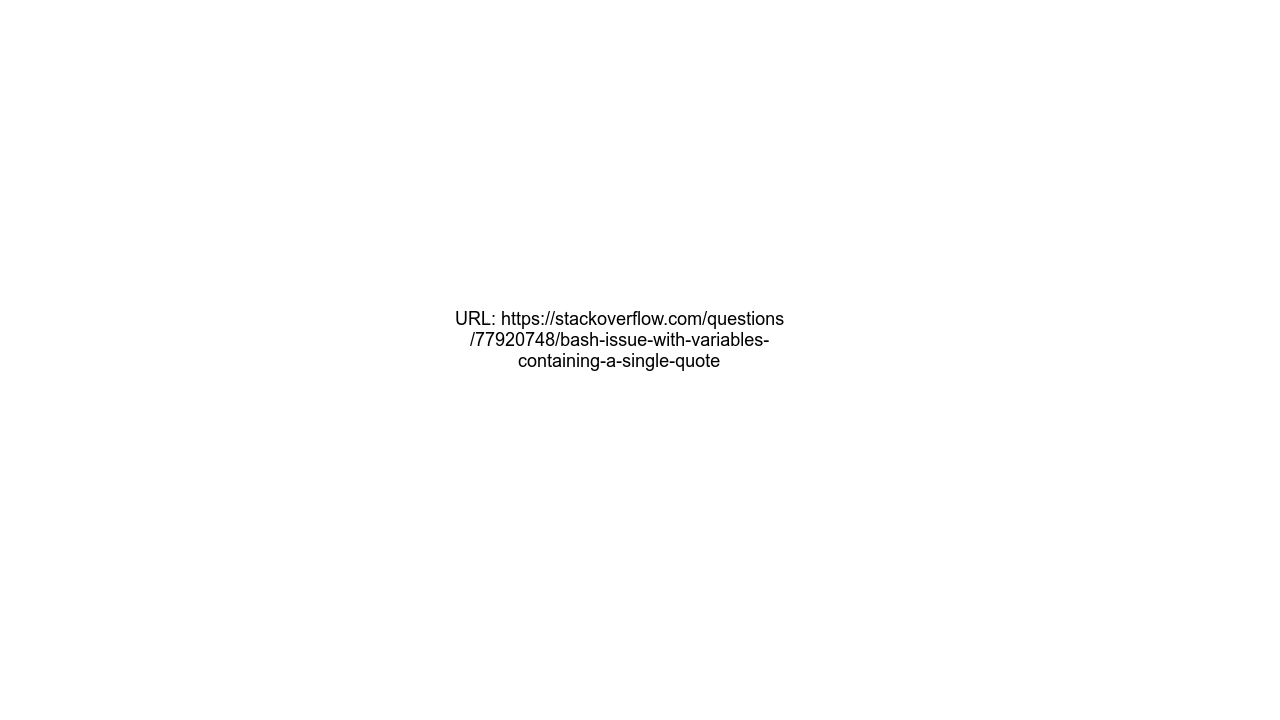 URL: https://stackoverflow.com/questions
/77920748/bash-issue-with-variables-
containing-a-single-quote